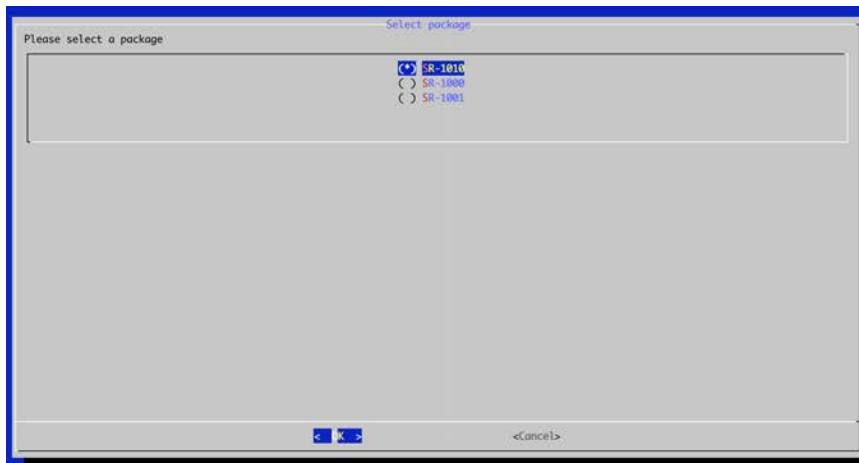 Select package
Please select a package
(*) SR-1010
( ) SR-1000
( ) SR-1001
< OK > <Cancel>